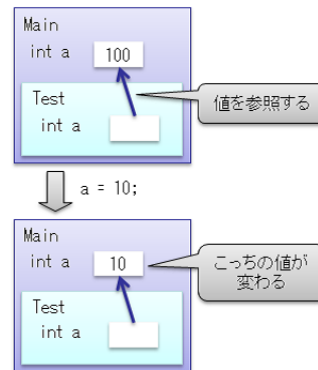 Main
int a 100
Test
int a
値を参照する
a = 10;
Main
int a 10
こっちの値が
変わる
Test
int a